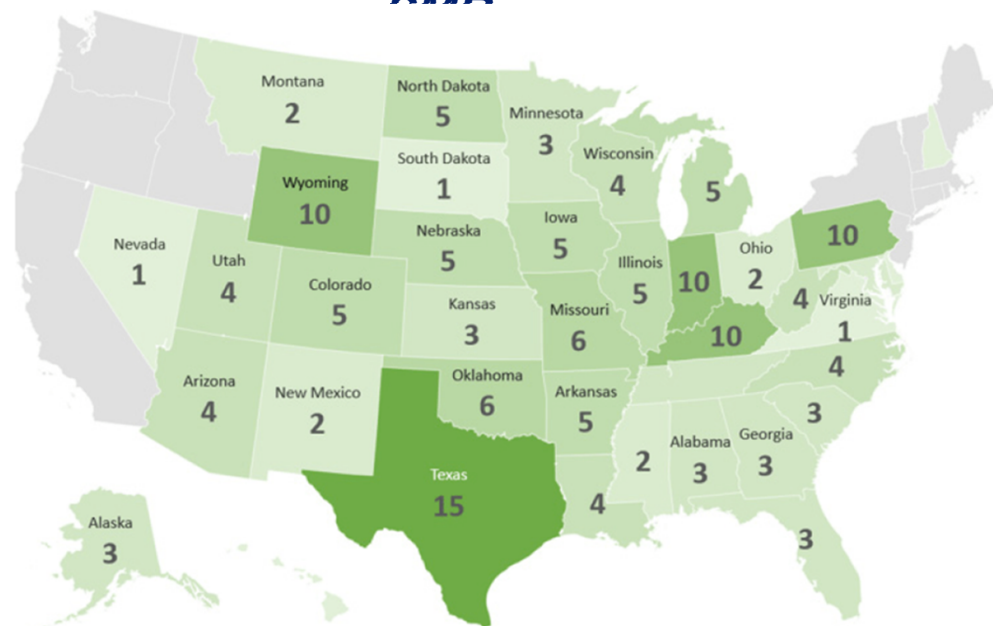 Montana
2
North Dakota
5
Minnesota
3
Wisconsin
4
5
South Dakota
1
Wyoming
10
Nebraska
5
Iowa
5
Nevada
1
Utah
4
Colorado
5
Kansas
3
Illinois
5
10
Ohio
2
10
Missouri
6
4
Virginia
1
10
4
Arizona
4
New Mexico
2
Oklahoma
6
Arkansas
5
2
Alabama
3
Georgia
3
3
Texas
15
4
3
Alaska
3